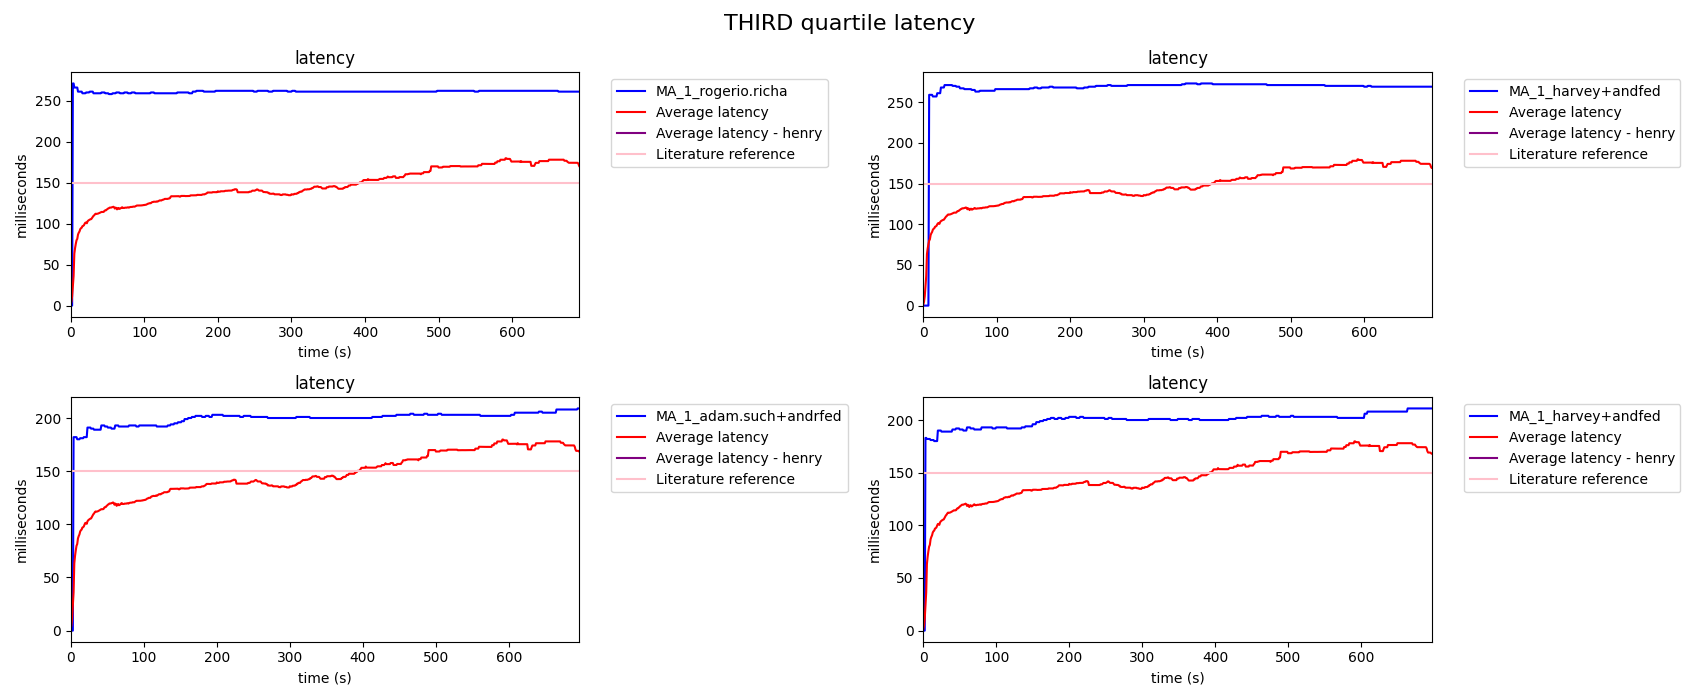 THIRD quartile latency
latency
milliseconds
250
200
150
100
50
0
0 100 200 300 400 500 600
time (s)
MA_1_rogerio.richa
Average latency
Average latency - henry
Literature reference
latency
milliseconds
250
200
150
100
50
0
0 100 200 300 400 500 600
time (s)
MA_1_harvey+andfed
Average latency
Average latency - henry
Literature reference
latency
milliseconds
200
150
100
50
0
0 100 200 300 400 500 600
time (s)
MA_1_adam.such+andrfed
Average latency
Average latency - henry
Literature reference
latency
milliseconds
200
150
100
50
0
0 100 200 300 400 500 600
time (s)
MA_1_harvey+andfed
Average latency
Average latency - henry
Literature reference